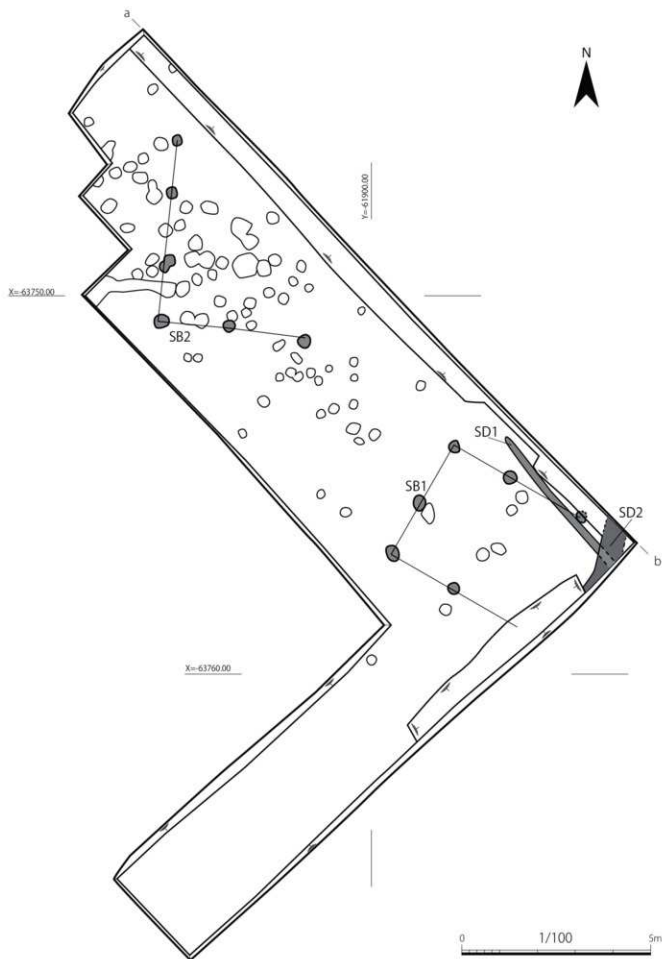 a
N
Y=-61900.00
X=-63750.00
SB2
SD1
SB1
SD2
b
X=-63760.00
0 1/100 5m